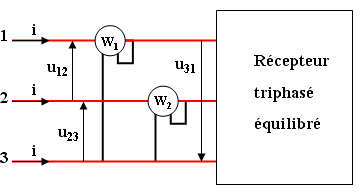 1 i W1 u31
u12
Récepteur
triphasé
équilibré
2 i W2
u23
3 i